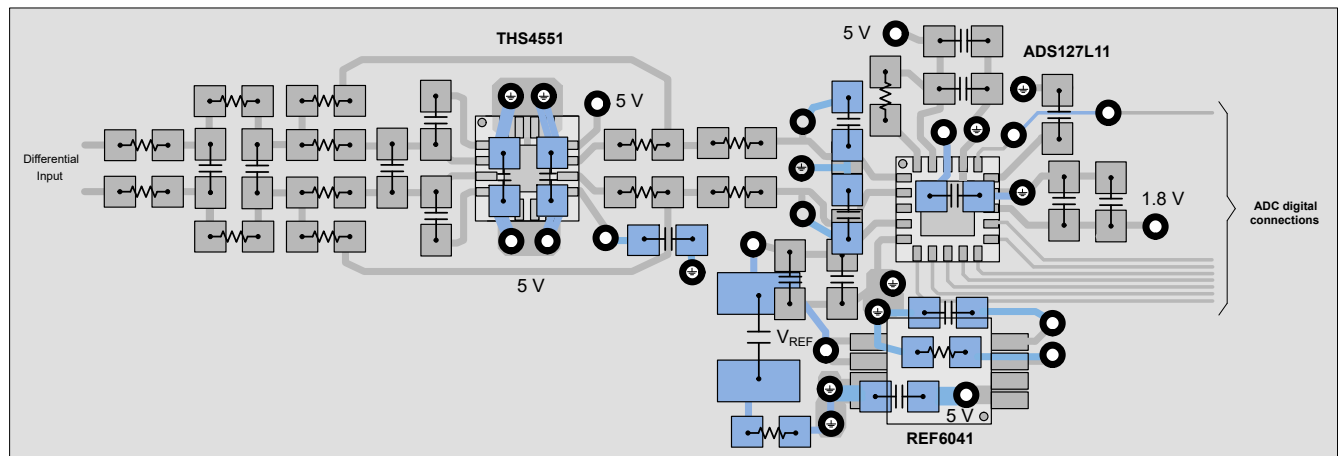 THS4551
5 V
ADS127L11
5 V
Differential
Input
1.8 V
ADC digital
connections
5 V
VREF
5 V
REF6041